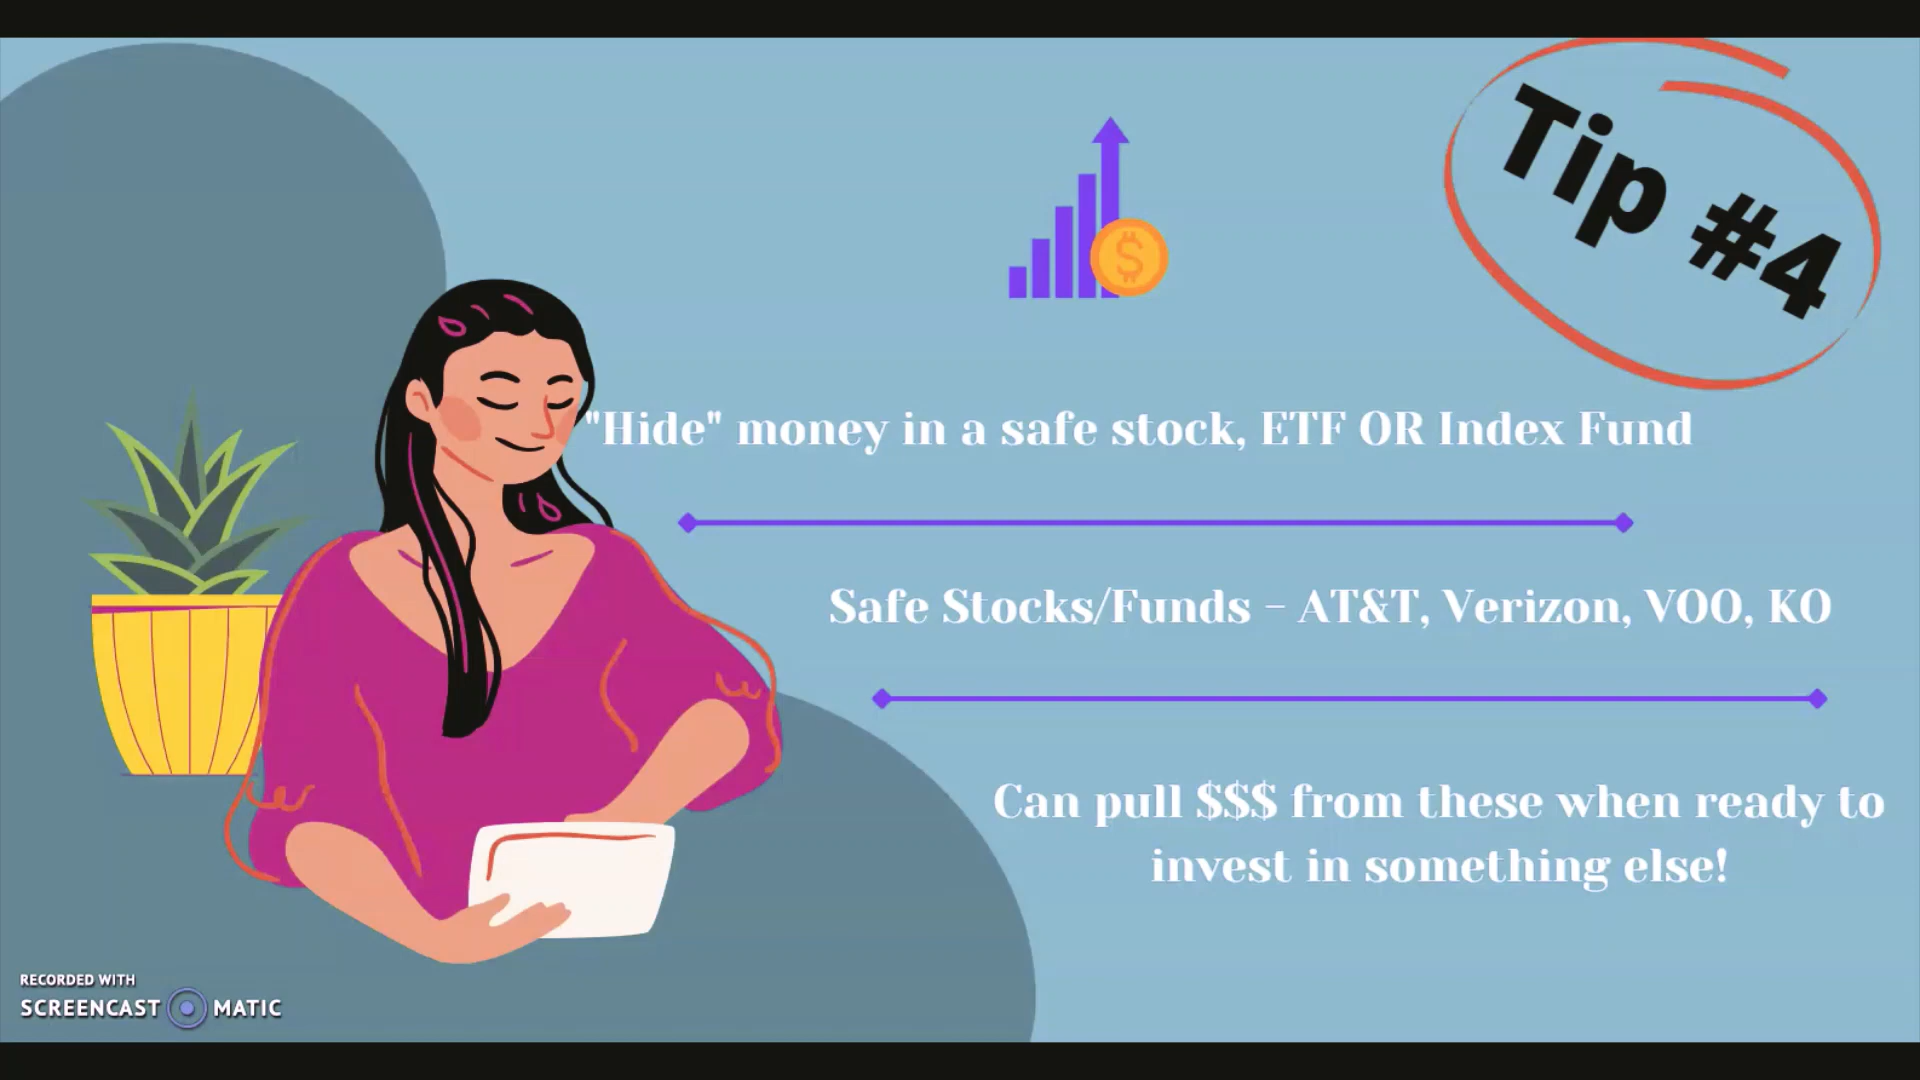 Tip #4
$
"Hide" money in a safe stock, ETF OR Index Fund
Safe Stocks/Funds - AT&T, Verizon, VOO, KO
Can pull $$$ from these when ready to
invest in something else!
RECORDED WITH
SCREENCAST MATIC